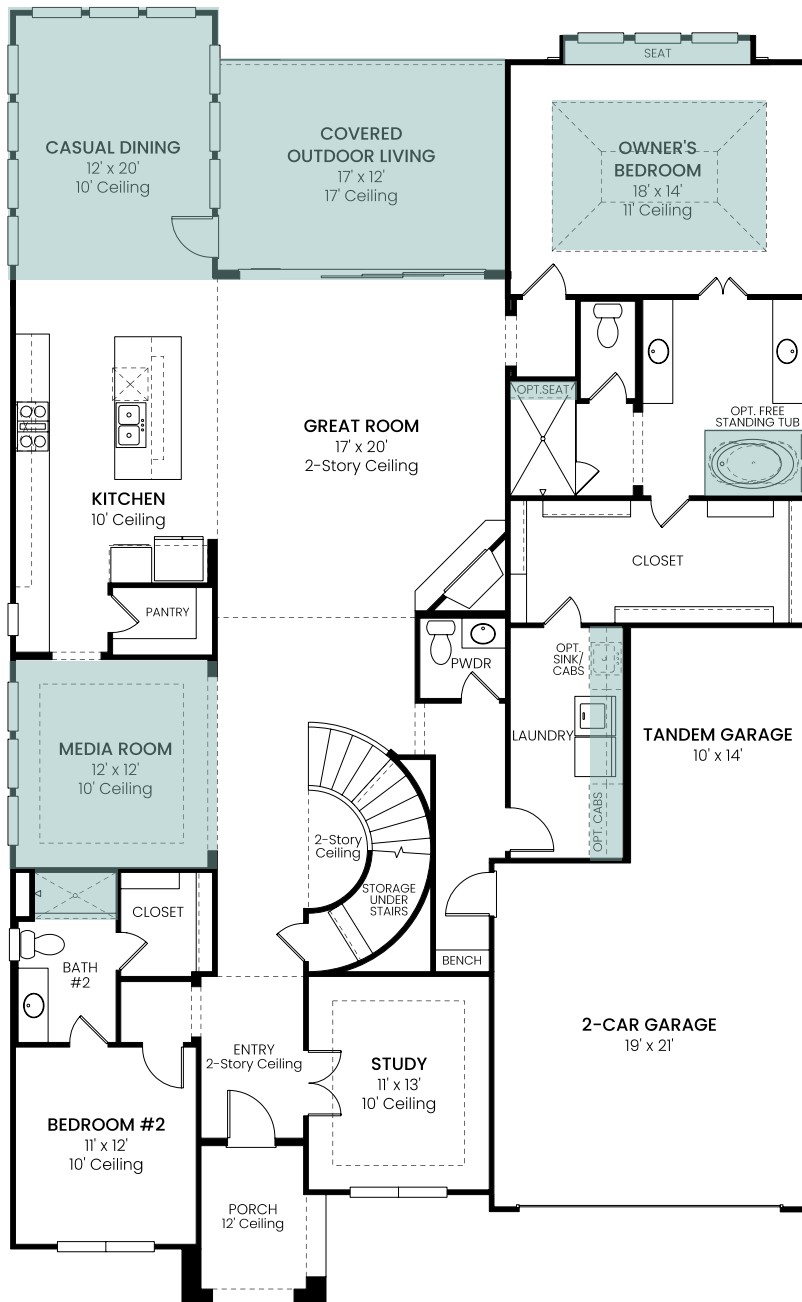 SEAT
CASUAL DINING
12' x 20'
10' Ceiling
COVERED
OUTDOOR LIVING
17' x 12'
17' Ceiling
OWNER'S
BEDROOM
18' x 14'
11' Ceiling
OPT.SEAT
OPT. FREE
STANDING TUB
GREAT ROOM
17' x 20'
2-Story Ceiling
KITCHEN
10' Ceiling
CLOSET
PANTRY
PWDR
OPT.
SINK/
CABS
LAUNDRY
OPT. CABS
TANDEM GARAGE
10' x 14'
MEDIA ROOM
12' x 12'
10' Ceiling
2-Story
Ceiling
STORAGE
UNDER
STAIRS
CLOSET
BATH
#2
BENCH
ENTRY
2-Story Ceiling
STUDY
11' x 13'
10' Ceiling
2-CAR GARAGE
19' x 21'
BEDROOM #2
11' x 12'
10' Ceiling
PORCH
12' Ceiling